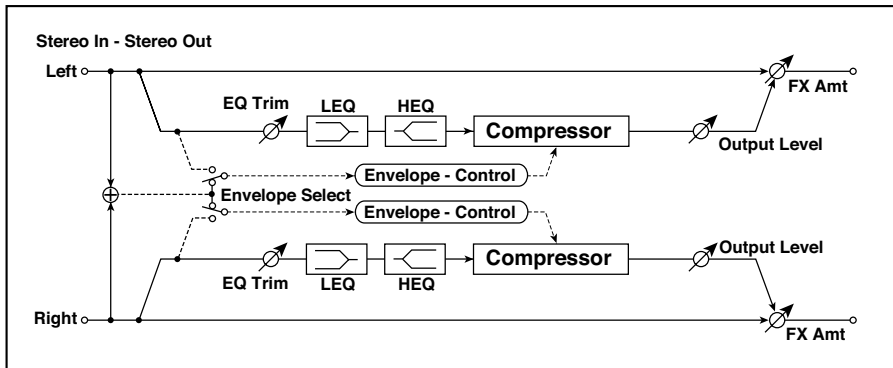 Stereo In - Stereo Out
Left
FX Amt
EQ Trim
LEQ
HEQ
Compressor
Output Level
Envelope - Control
Envelope Select
Envelope - Control
Output Level
Compressor
EQ Trim
LEQ
HEQ
Right
FX Amt